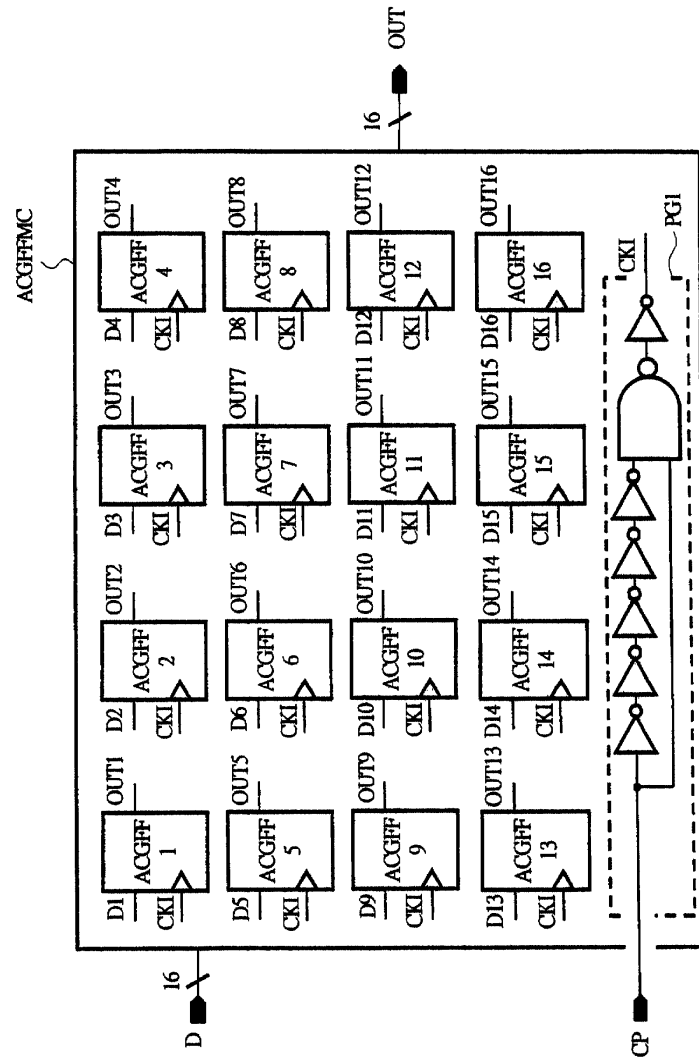 ACGFFMC
D
16
D1
CKI
ACGFF
1
OUT1
D2
CKI
ACGFF
2
OUT2
D3
CKI
ACGFF
3
OUT3
D4
CKI
ACGFF
4
OUT4
D5
CKI
ACGFF
5
OUT5
D6
CKI
ACGFF
6
OUT6
D7
CKI
ACGFF
7
OUT7
D8
CKI
ACGFF
8
OUT8
D9
CKI
ACGFF
9
OUT9
D10
CKI
ACGFF
10
OUT10
D11
CKI
ACGFF
11
OUT11
D12
CKI
ACGFF
12
OUT12
D13
CKI
ACGFF
13
OUT13
D14
CKI
ACGFF
14
OUT14
D15
CKI
ACGFF
15
OUT15
D16
CKI
ACGFF
16
OUT16
16
OUT
CP
CKI
PG1